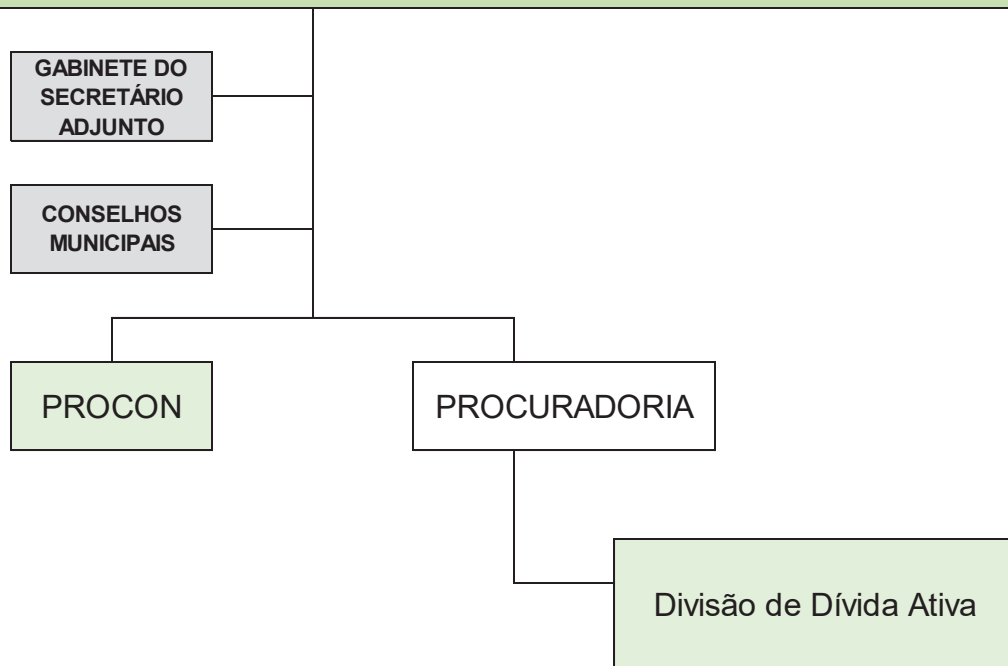 GABINETE DO
SECRETÁRIO
ADJUNTO
CONSELHOS
MUNICIPAIS
PROCON
PROCURADORIA
Divisão de Dívida Ativa